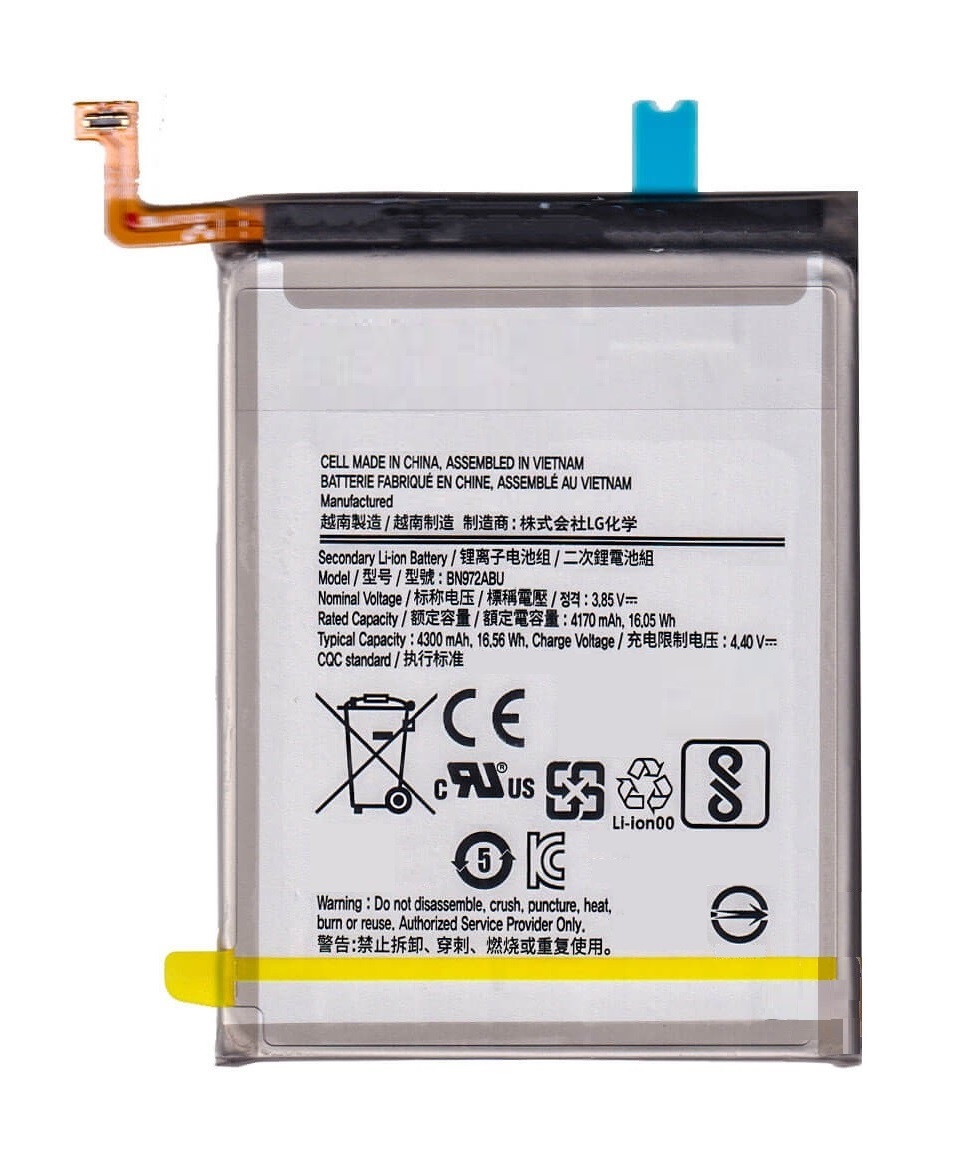 CELL MADE IN CHINA, ASSEMBLED IN VIETNAM
BATTERIE FABRIQUÉ EN CHINE, ASSEMBLÉ AU VIETNAM
Manufactured
越南製造 / 越南制造 制造商 : 株式会社LG化学
Secondary Li-ion Battery / 锂离子电池组 / 二次鋰電池組
Model / 型号 / 型號 : BN972ABU
Nominal Voltage / 标称电压 / 標稱電壓 / 정격 : 3,85 V⎓
Rated Capacity / 额定容量 / 額定電容量 : 4170 mAh, 16,05 Wh
Typical Capacity : 4300 mAh, 16,56 Wh, Charge Voltage / 充电限制电压 : 4,40 V⎓
CQC standard / 执行标准
CE
c RU® US
Li-ion00
5
KC
Warning : Do not disassemble, crush, puncture, heat,
burn or reuse, Authorized Service Provider Only,
警告:禁止拆卸、穿刺、燃烧或重复使用。